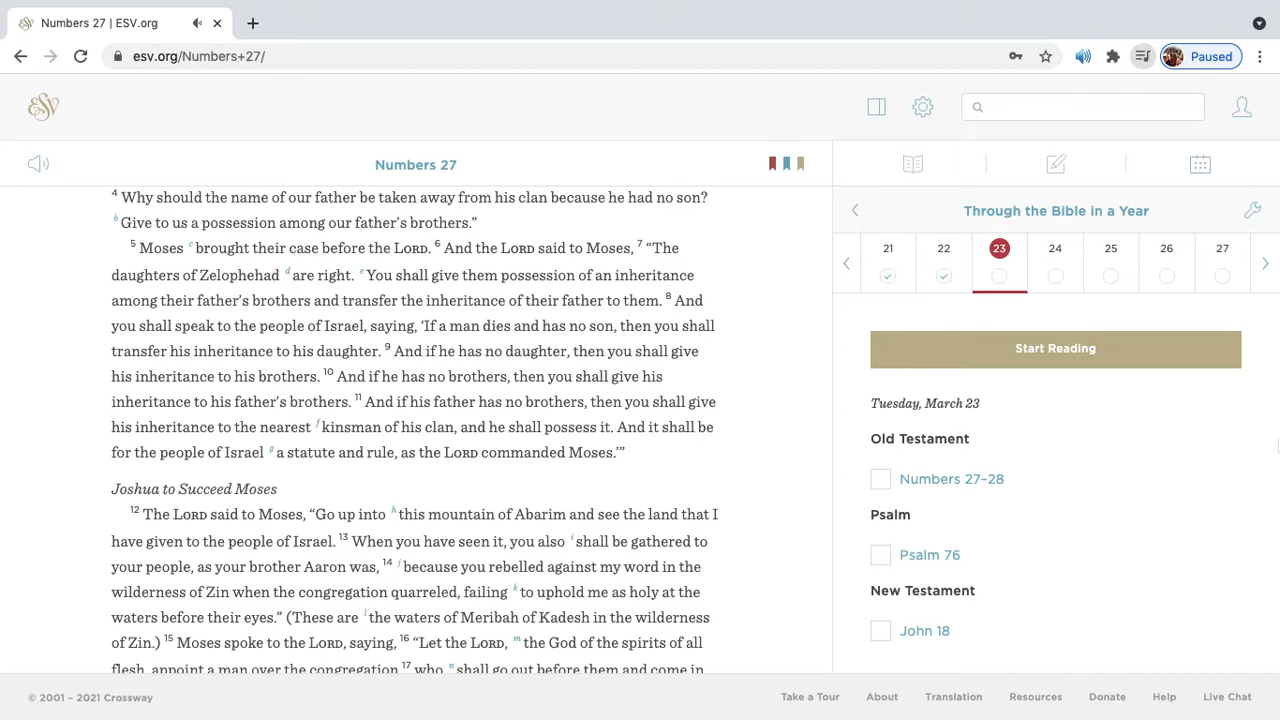 Numbers 27 | ESV.org
esv.org/Numbers+27/
Paused
ESV
Numbers 27
4 Why should the name of our father be taken away from his clan because he had no son?
b Give to us a possession among our father’s brothers.”
5 Moses c brought their case before the LORD. 6 And the LORD said to Moses, 7 “The
daughters of Zelophehad d are right. e You shall give them possession of an inheritance
among their father’s brothers and transfer the inheritance of their father to them. 8 And
you shall speak to the people of Israel, saying, ‘If a man dies and has no son, then you shall
transfer his inheritance to his daughter. 9 And if he has no daughter, then you shall give
his inheritance to his brothers. 10 And if he has no brothers, then you shall give his
inheritance to his father’s brothers. 11 And if his father has no brothers, then you shall give
his inheritance to the nearest f kinsman of his clan, and he shall possess it. And it shall be
for the people of Israel g a statute and rule, as the LORD commanded Moses.’”
Joshua to Succeed Moses
12 The LORD said to Moses, “Go up into h this mountain of Abarim and see the land that I
have given to the people of Israel. 13 When you have seen it, you also i shall be gathered to
your people, as your brother Aaron was, 14 j because you rebelled against my word in the
wilderness of Zin when the congregation quarreled, failing k to uphold me as holy at the
waters before their eyes.” (These are l the waters of Meribah of Kadesh in the wilderness
of Zin.) 15 Moses spoke to the LORD, saying, 16 “Let the LORD, m the God of the spirits of all
flesh, appoint a man over the congregation 17 who n shall go out before them and come in
Through the Bible in a Year
21 22 23 24 25 26 27
Start Reading
Tuesday, March 23
Old Testament
Numbers 27–28
Psalm
Psalm 76
New Testament
John 18
© 2001 – 2021 Crossway
Take a Tour About Translation Resources Donate Help Live Chat